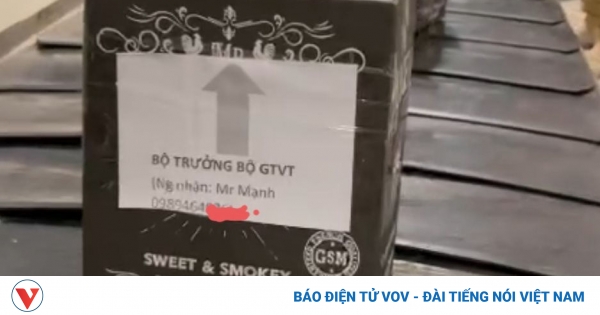 Mr
BỘ TRƯỞNG BỘ GTVT
(Ng nhận: Mr Mạnh
SWEET & SMOKEY
GSM
BÁO ĐIỆN TỬ VOV - ĐÀI TIẾNG NÓI VIỆT NAM